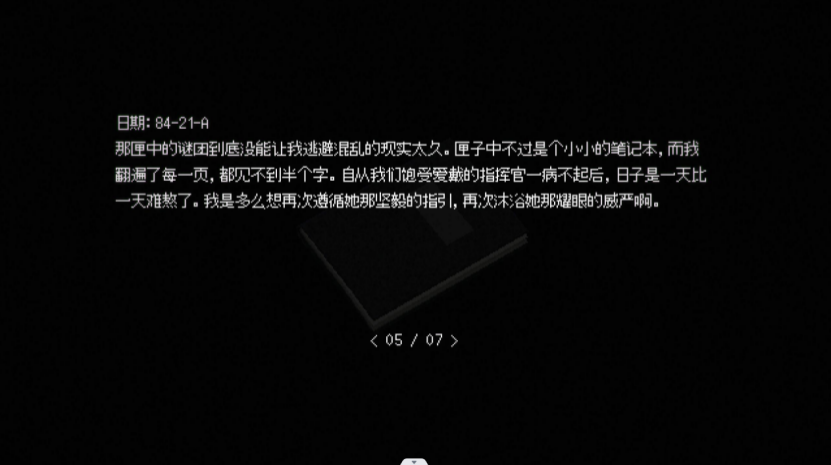 日期：84-21-A
那匣中的谜团到底没能让我逃避混乱的现实太久。匣子中不过是个小小的笔记本，而我
翻遍了每一页，都见不到半个字。自从我们饱受爱戴的指挥官一病不起后，日子是一天比
一天难熬了。我是多么想再次遵循她那坚毅的指引，再次沐浴她那耀眼的威严啊。
< 05 / 07 >